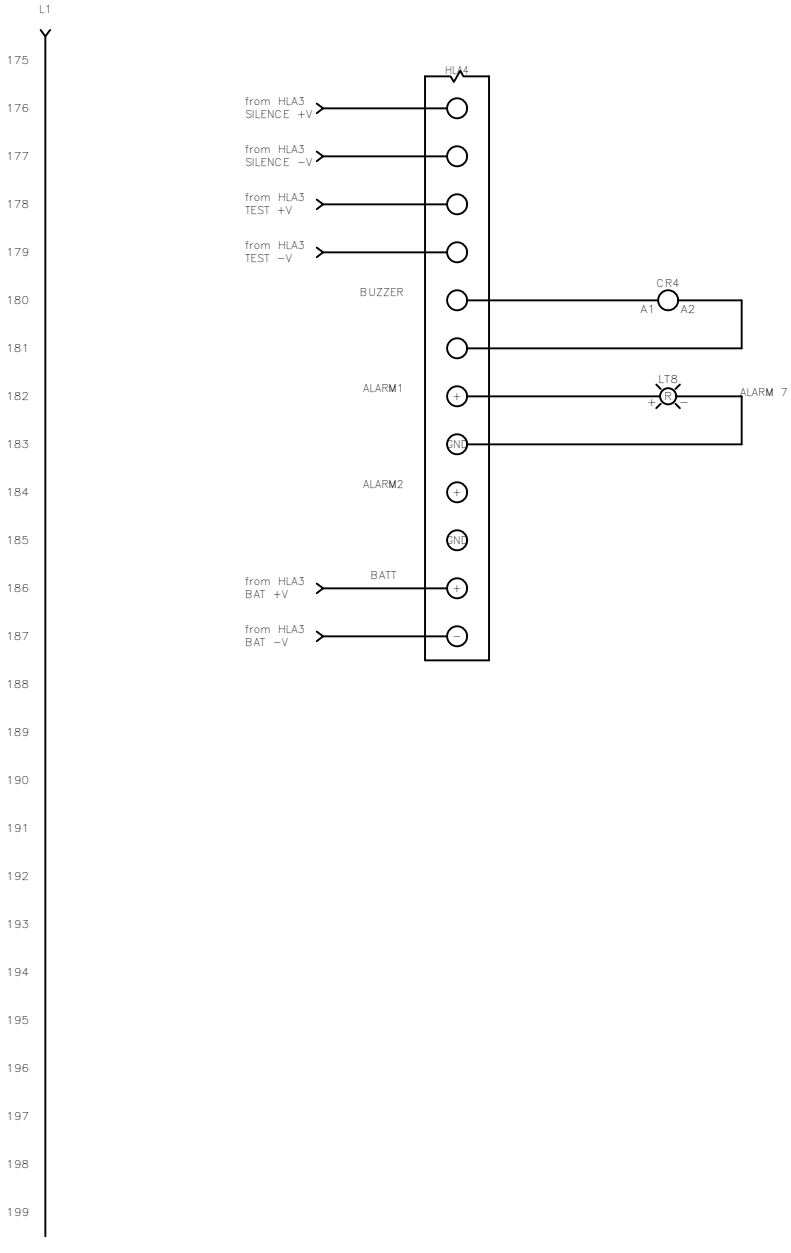 L1
175
HLA4
176
from HLA3
SILENCE +V
177
from HLA3
SILENCE −V
178
from HLA3
TEST +V
179
from HLA3
TEST −V
180
BUZZER
CR4
A1
A2
181
182
ALARM1
+
LT8
R
+
−
ALARM 7
183
GND
184
ALARM2
+
185
GND
186
from HLA3
BAT +V
BATT
+
187
from HLA3
BAT −V
−
188
189
190
191
192
193
194
195
196
197
198
199